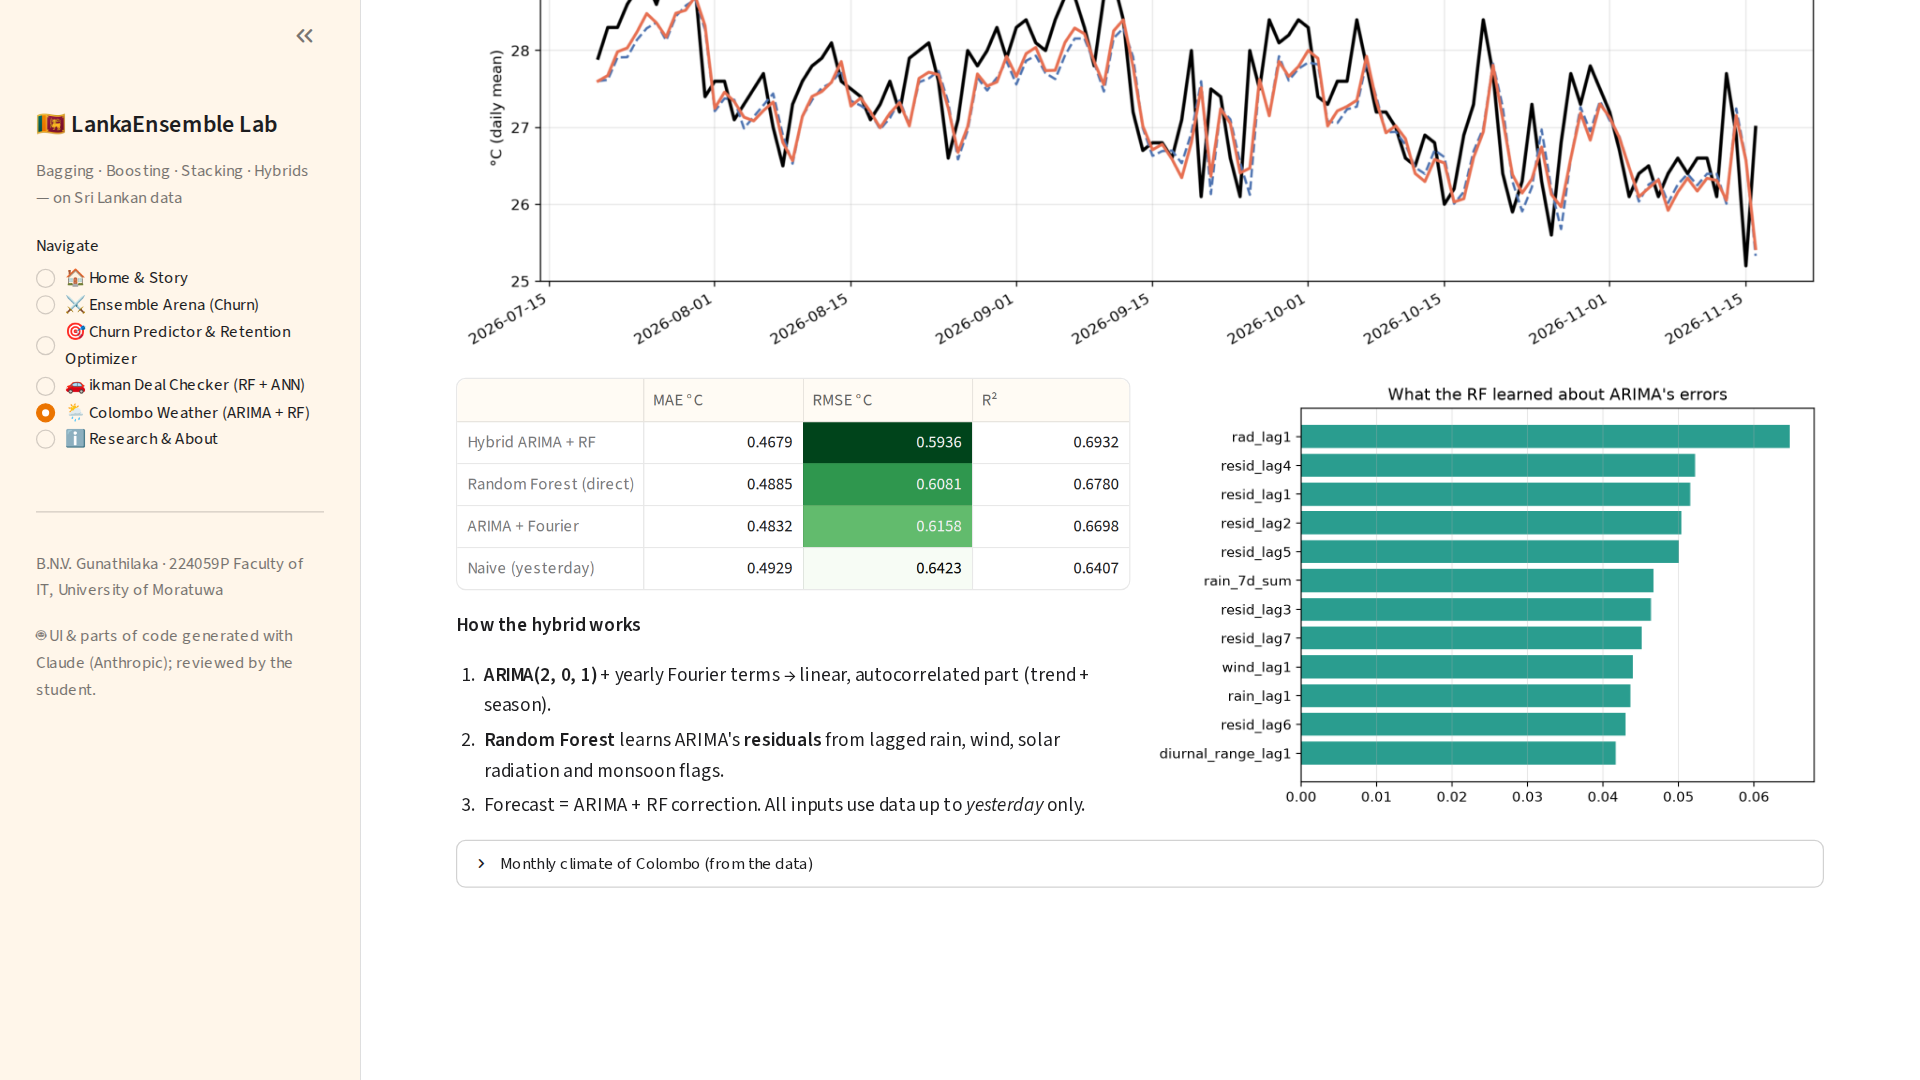 LankaEnsemble Lab
Bagging · Boosting · Stacking · Hybrids
— on Sri Lankan data
Navigate
Home & Story
Ensemble Arena (Churn)
Churn Predictor & Retention
Optimizer
ikman Deal Checker (RF + ANN)
Colombo Weather (ARIMA + RF)
Research & About
B.N.V. Gunathilaka · 224059P Faculty of
IT, University of Moratuwa
UI & parts of code generated with
Claude (Anthropic); reviewed by the
student.
°C (daily mean)
28
27
26
25
2026-07-15 2026-08-01 2026-08-15 2026-09-01 2026-09-15 2026-10-01 2026-10-15 2026-11-01 2026-11-15
MAE °C RMSE °C R²
Hybrid ARIMA + RF 0.4679 0.5936 0.6932
Random Forest (direct) 0.4885 0.6081 0.6780
ARIMA + Fourier 0.4832 0.6158 0.6698
Naive (yesterday) 0.4929 0.6423 0.6407
How the hybrid works
1. ARIMA(2, 0, 1) + yearly Fourier terms → linear, autocorrelated part (trend +
season).
2. Random Forest learns ARIMA's residuals from lagged rain, wind, solar
radiation and monsoon flags.
3. Forecast = ARIMA + RF correction. All inputs use data up to yesterday only.
What the RF learned about ARIMA's errors
rad_lag1
resid_lag4
resid_lag1
resid_lag2
resid_lag5
rain_7d_sum
resid_lag3
resid_lag7
wind_lag1
rain_lag1
resid_lag6
diurnal_range_lag1
0.00 0.01 0.02 0.03 0.04 0.05 0.06
Monthly climate of Colombo (from the data)